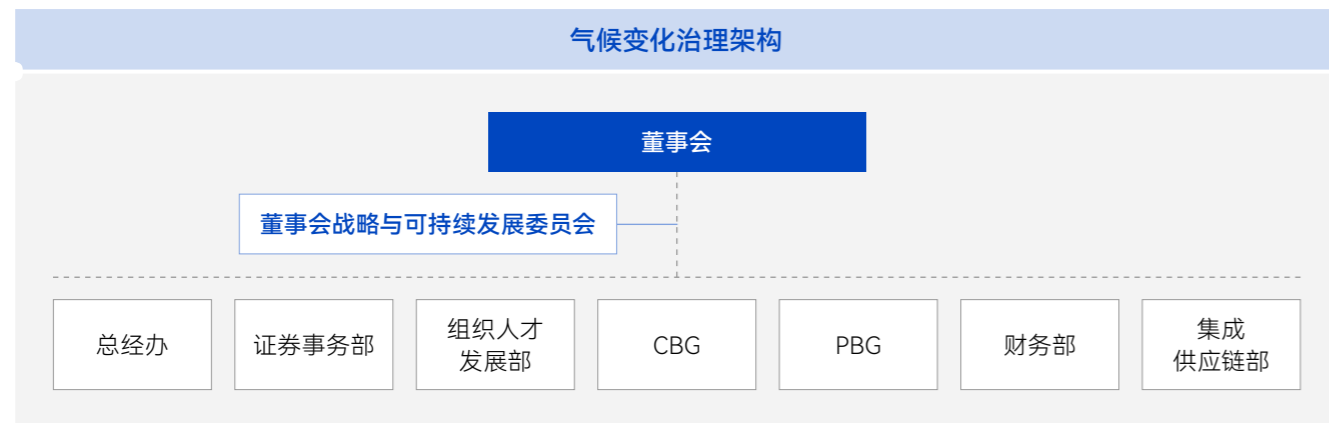 气候变化治理架构
董事会
董事会战略与可持续发展委员会
总经办
证券事务部
组织人才
发展部
CBG
PBG
财务部
集成
供应链部